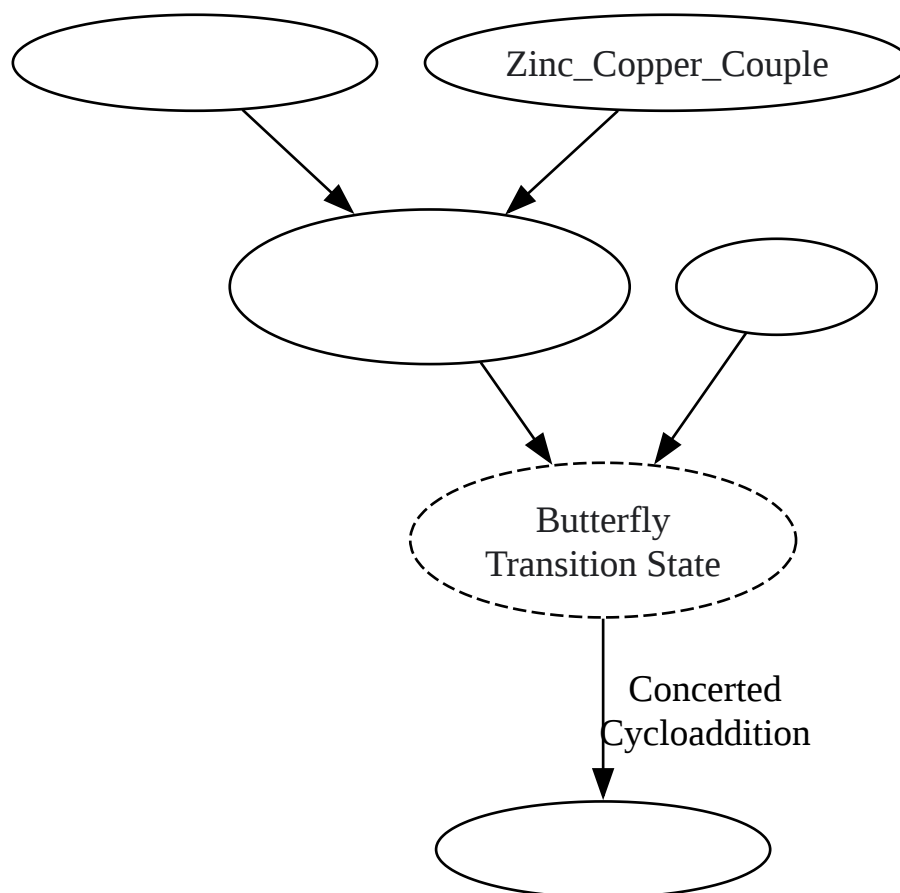 Zinc_Copper_Couple
Butterfly
Transition State
Concerted
Cycloaddition